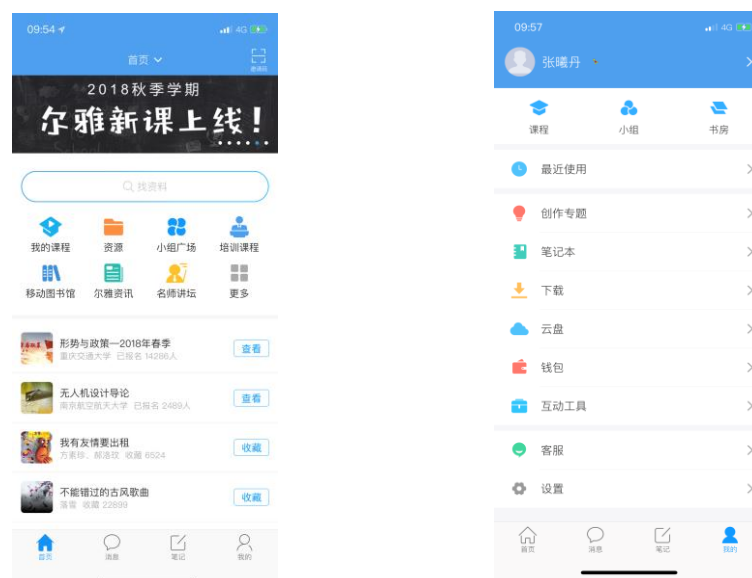 09:54
4G
首页
邀请码
2018秋季学期
尔雅新课上线!
找资料
我的课程 资源 小组广场 培训课程
移动图书馆 尔雅资讯 名师讲坛 更多
形势与政策—2018年春季
重庆交通大学 已报名 14286人
查看
无人机设计导论
南京航空航天大学 已报名 2489人
查看
我有友情要出租
方素珍、郝洛玟 收藏 6524
收藏
不能错过的古风歌曲
落霜 收藏 22899
收藏
首页 消息 笔记 我的
09:57
4G
张曦丹
课程 小组 书房
最近使用
创作专题
笔记本
下载
云盘
钱包
互动工具
客服
设置
首页 消息 笔记 我的